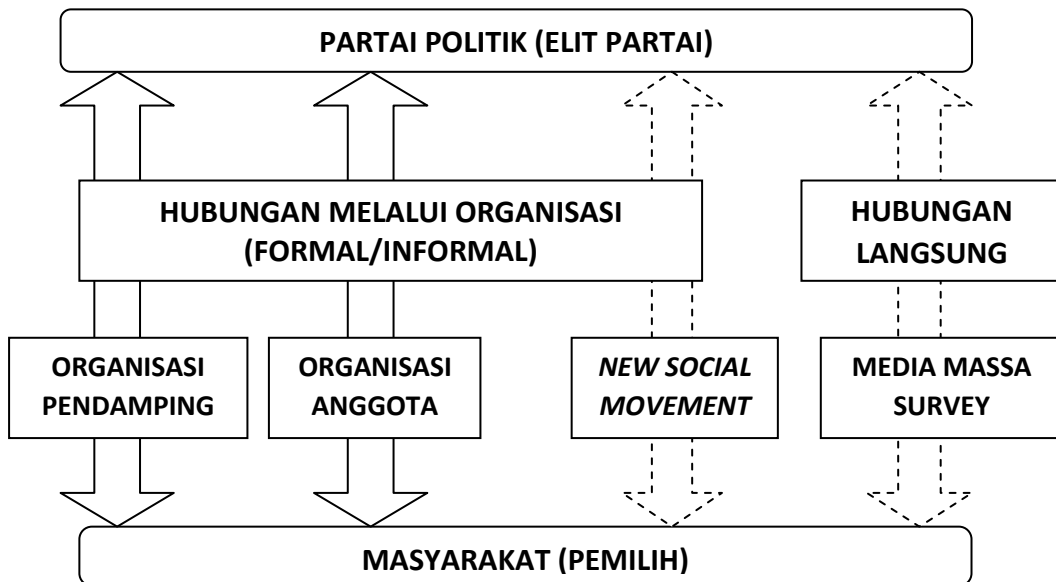 PARTAI POLITIK (ELIT PARTAI)
HUBUNGAN MELALUI ORGANISASI
(FORMAL/INFORMAL)
HUBUNGAN
LANGSUNG
ORGANISASI
PENDAMPING
ORGANISASI
ANGGOTA
NEW SOCIAL
MOVEMENT
MEDIA MASSA
SURVEY
MASYARAKAT (PEMILIH)